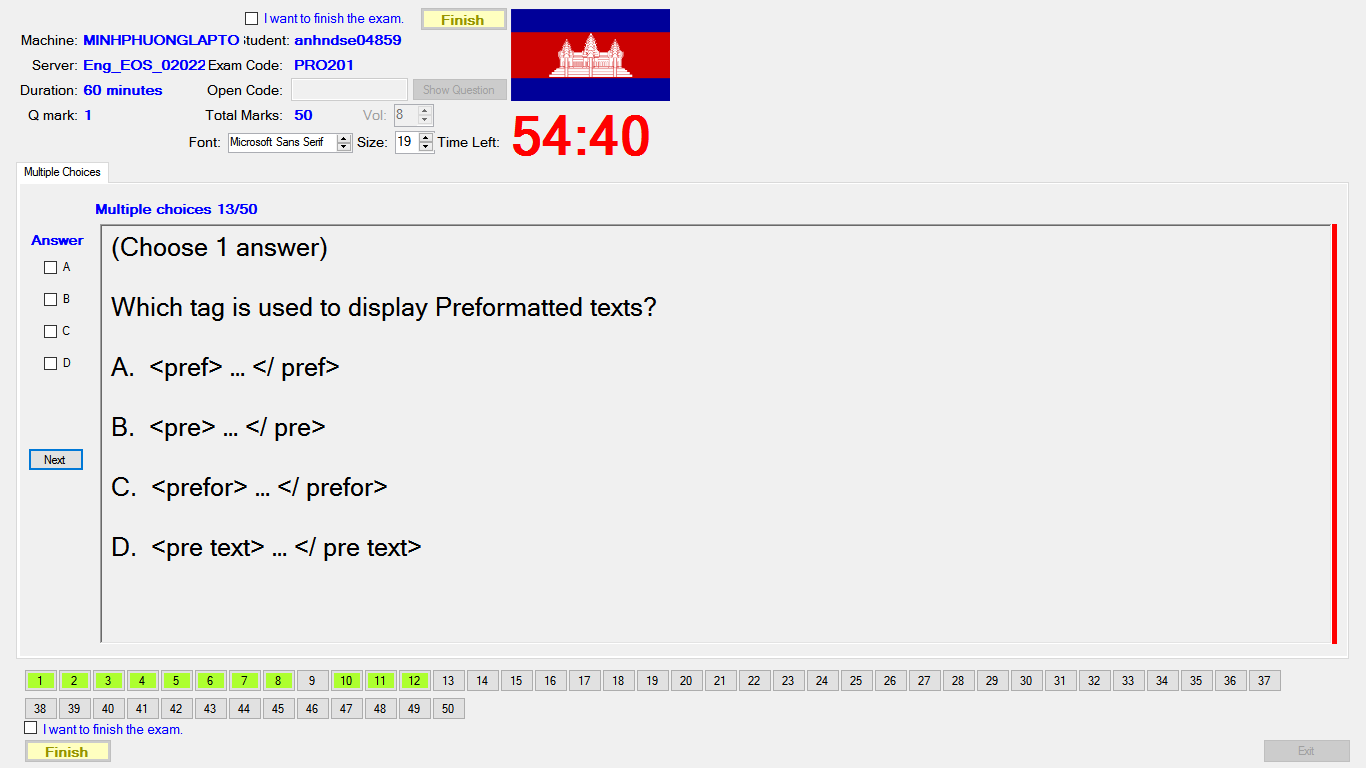 I want to finish the exam. Finish
Machine: MINHPHUONGLAPTO Student: anhndse04859
Server: Eng_EOS_02022 Exam Code: PRO201
Duration: 60 minutes Open Code: Show Question
Q mark: 1 Total Marks: 50 Vol: 8
Font: Microsoft Sans Serif Size: 19 Time Left: 54:40
Multiple Choices
Multiple choices 13/50
Answer
A
B
C
D
Next
(Choose 1 answer)
Which tag is used to display Preformatted texts?
A. <pref> ... </ pref>
B. <pre> ... </ pre>
C. <prefor> ... </ prefor>
D. <pre text> ... </ pre text>
1 2 3 4 5 6 7 8 9 10 11 12 13 14 15 16 17 18 19 20 21 22 23 24 25 26 27 28 29 30 31 32 33 34 35 36 37
38 39 40 41 42 43 44 45 46 47 48 49 50
I want to finish the exam.
Finish Exit